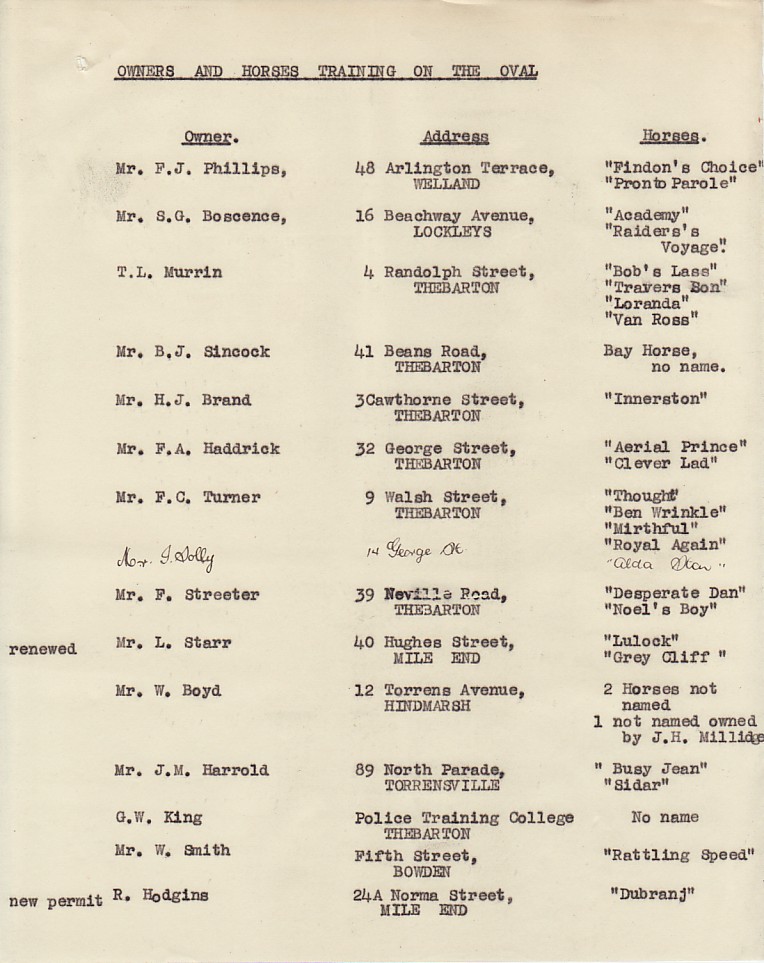 OWNERS AND HORSES TRAINING ON THE OVAL
Owner. Address Horses.
Mr. F.J. Phillips, 48 Arlington Terrace, "Findon's Choice"
WELLAND "Pronto Parole"
Mr. S.G. Boscence, 16 Beachway Avenue, "Academy"
LOCKLEYS "Raiders's
Voyage".
T.L. Murrin 4 Randolph Street, "Bob's Lass"
THEBARTON "Travers Son"
"Loranda"
"Van Ross"
Mr. B.J. Sincock 41 Beans Road, Bay Horse,
THEBARTON no name.
Mr. H.J. Brand 3Cawthorne Street, "Innerston"
THEBARTON
Mr. F.A. Haddrick 32 George Street, "Aerial Prince"
THEBARTON "Clever Lad"
Mr. F.C. Turner 9 Walsh Street, "Thought"
THEBARTON "Ben Wrinkle"
"Mirthful"
"Royal Again"
Mr. J. Solly 14 George St. "Alda Star"
Mr. F. Streeter 39 Neville Road, "Desperate Dan"
THEBARTON "Noel's Boy"
renewed Mr. L. Starr 40 Hughes Street, "Lulock"
MILE END "Grey Cliff "
Mr. W. Boyd 12 Torrens Avenue, 2 Horses not
HINDMARSH named
1 not named owned
by J.H. Millidge
Mr. J.M. Harrold 89 North Parade, " Busy Jean"
TORRENSVILLE "Sidar"
G.W. King Police Training College No name
THEBARTON
Mr. W. Smith Fifth Street, "Rattling Speed"
BOWDEN
new permit R. Hodgins 24A Norma Street, "Dubranj"
MILE END